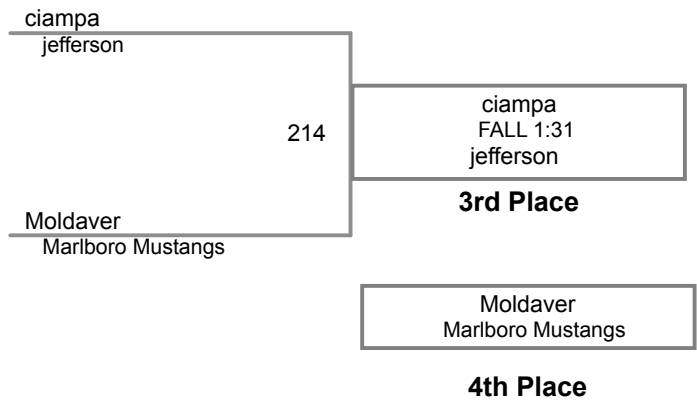 ciampa
jefferson
214
ciampa
FALL 1:31
jefferson
3rd Place
Moldaver
Marlboro Mustangs
Moldaver
Marlboro Mustangs
4th Place